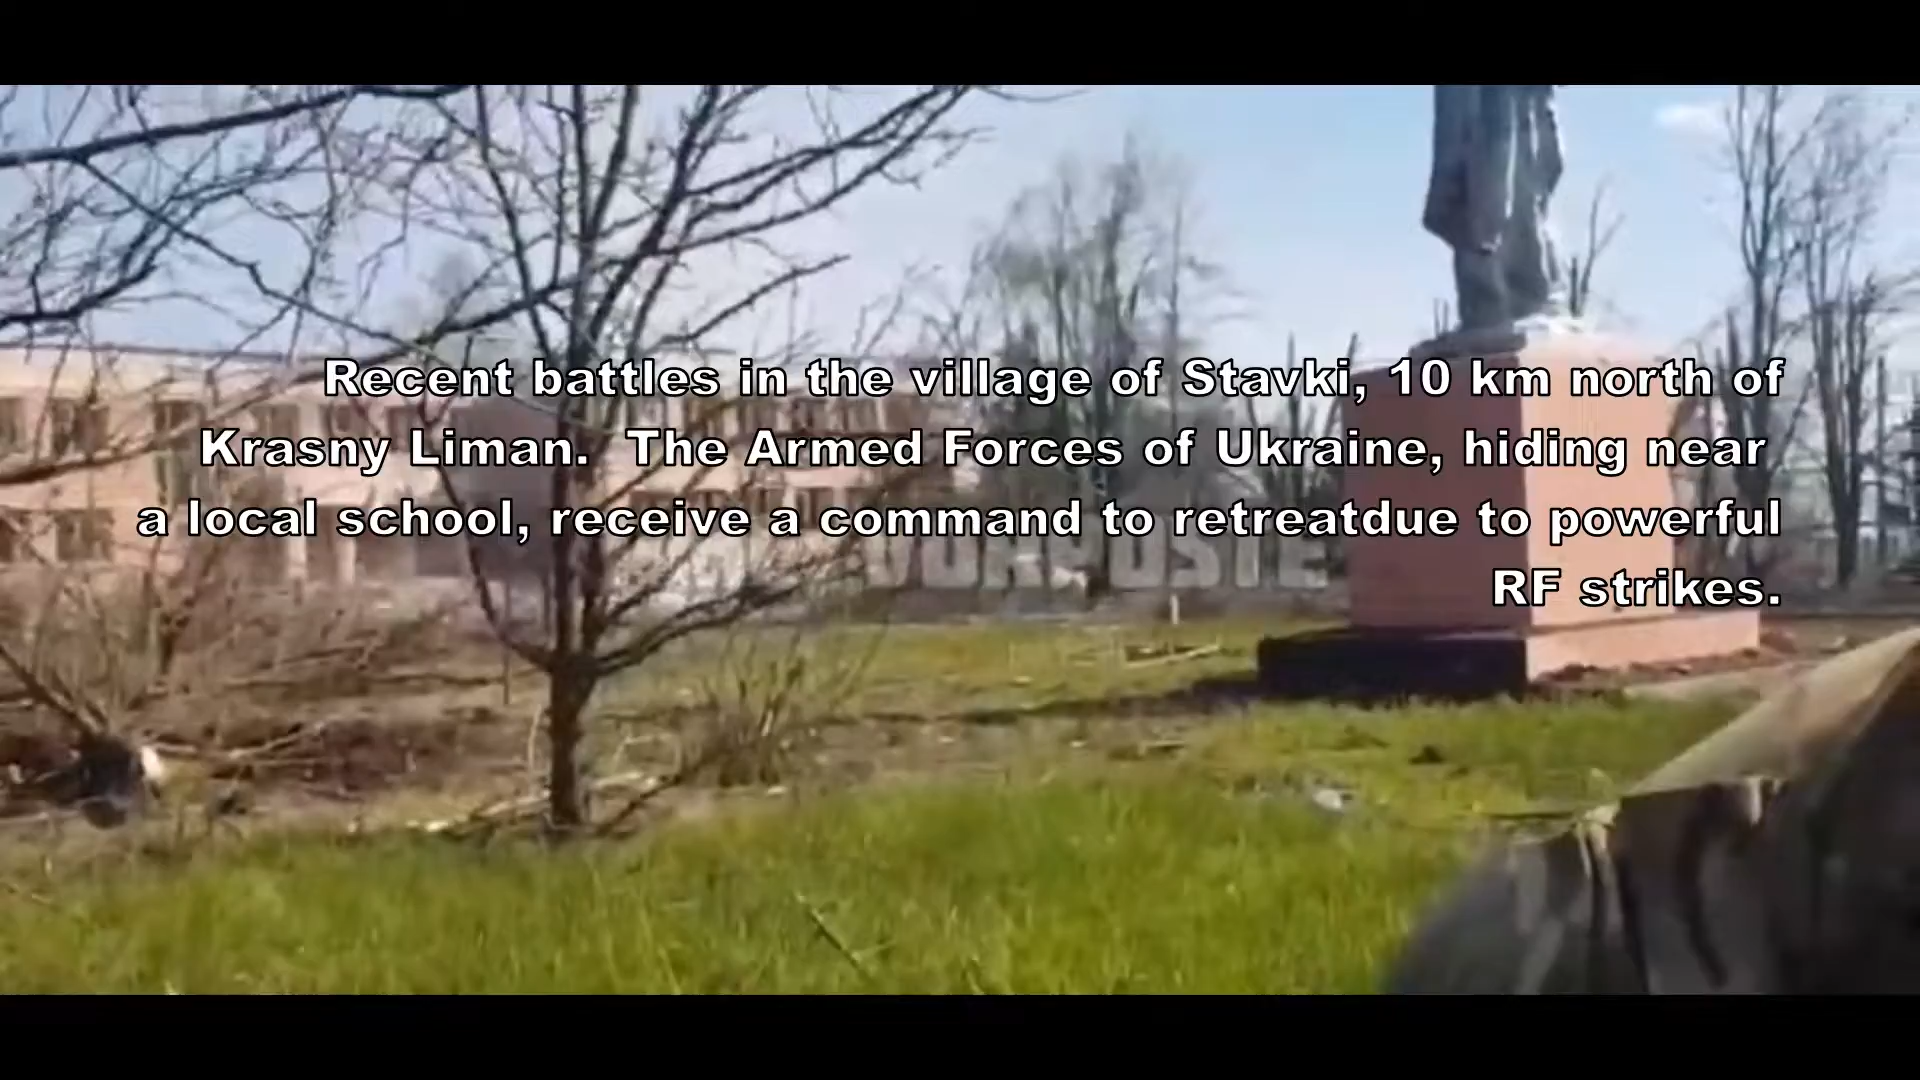 Recent battles in the village of Stavki, 10 km north of
Krasny Liman.  The Armed Forces of Ukraine, hiding near
a local school, receive a command to retreatdue to powerful
RF strikes.